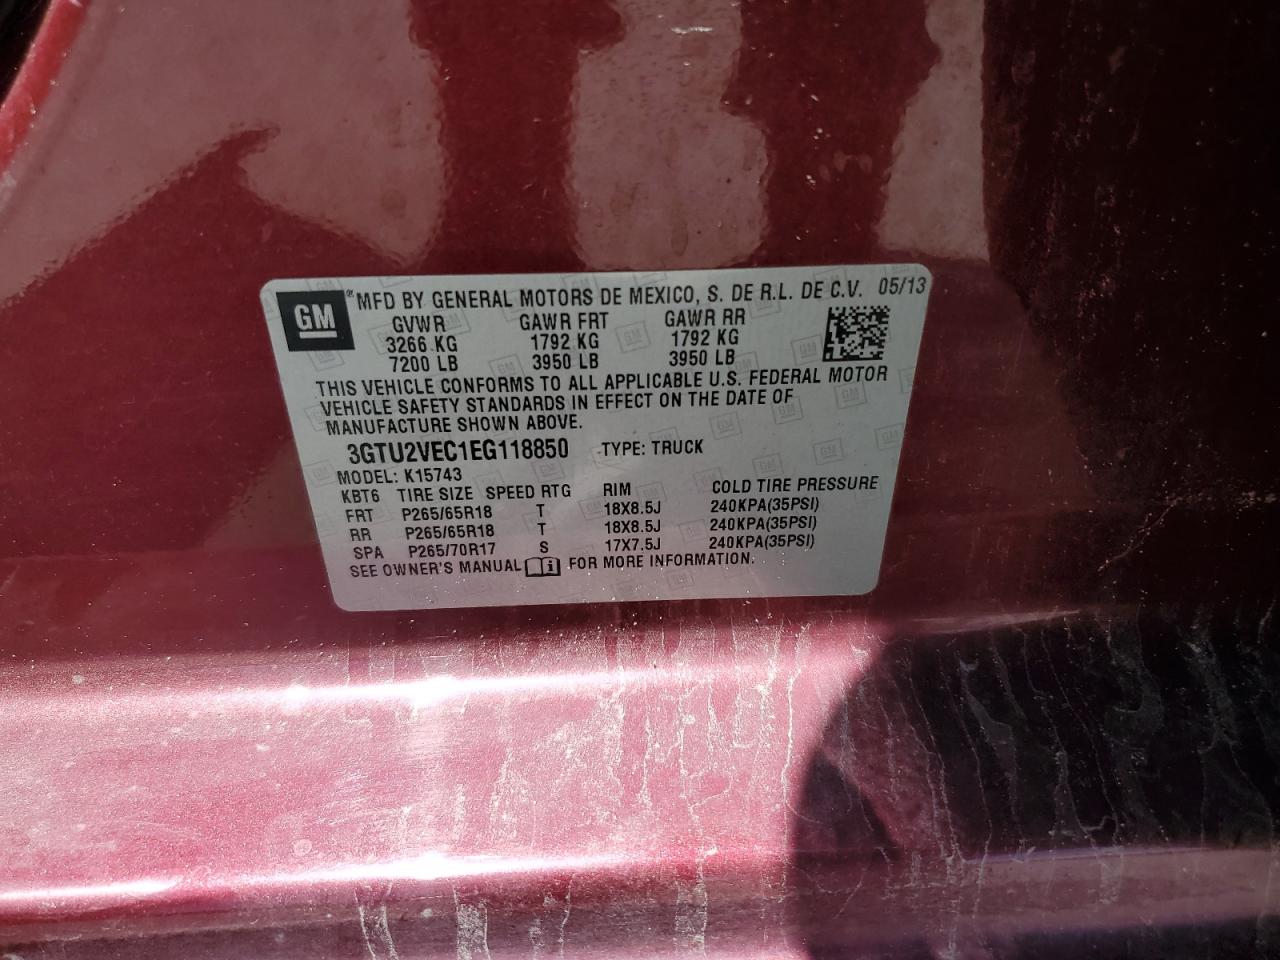 GM ® MFD BY GENERAL MOTORS DE MEXICO, S. DE R.L. DE C.V. 05/13
GVWR GAWR FRT GAWR RR
3266 KG 1792 KG 1792 KG
7200 LB 3950 LB 3950 LB
THIS VEHICLE CONFORMS TO ALL APPLICABLE U.S. FEDERAL MOTOR
VEHICLE SAFETY STANDARDS IN EFFECT ON THE DATE OF
MANUFACTURE SHOWN ABOVE.
3GTU2VEC1EG118850 TYPE: TRUCK
MODEL: K15743
KBT6 TIRE SIZE SPEED RTG RIM COLD TIRE PRESSURE
FRT P265/65R18 T 18X8.5J 240KPA(35PSI)
RR P265/65R18 T 18X8.5J 240KPA(35PSI)
SPA P265/70R17 S 17X7.5J 240KPA(35PSI)
SEE OWNER'S MANUAL FOR MORE INFORMATION.